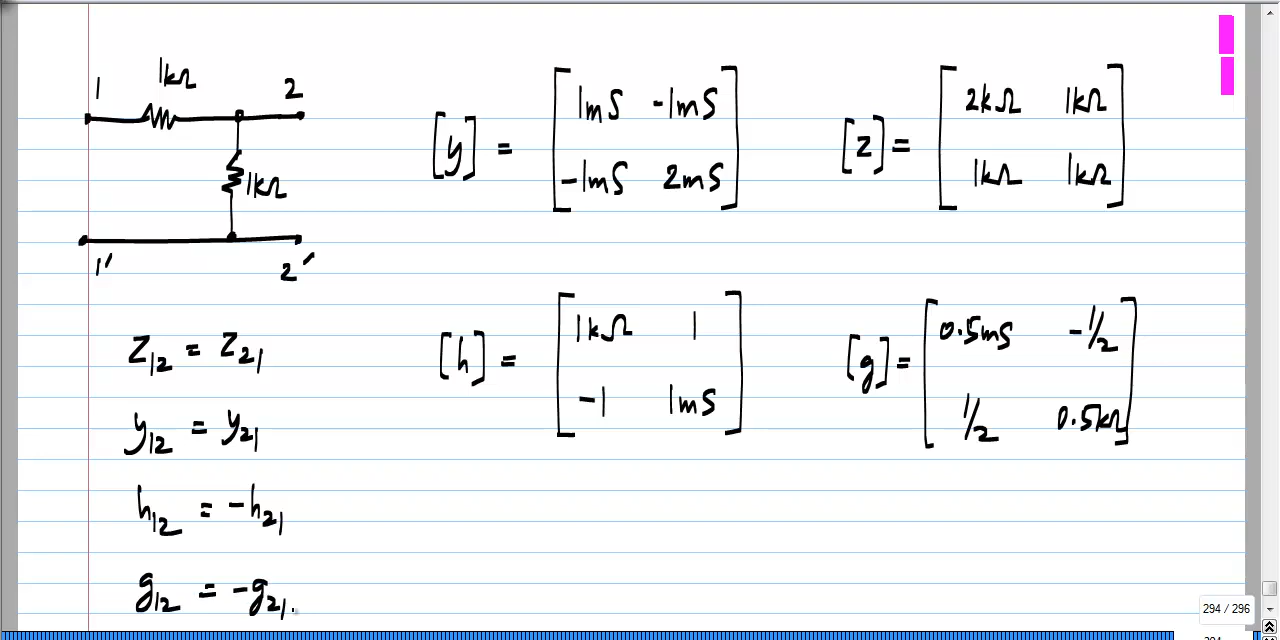 1 1kΩ 2
1kΩ
1' 2'
[y] = [1mS -1mS
-1mS 2mS]
[z] = [2kΩ 1kΩ
1kΩ 1kΩ]
[h] = [1kΩ 1
-1 1mS]
[g] = [0.5mS -1/2
1/2 0.5kΩ]
z12 = z21
y12 = y21
h12 = -h21
g12 = -g21.
294 / 296